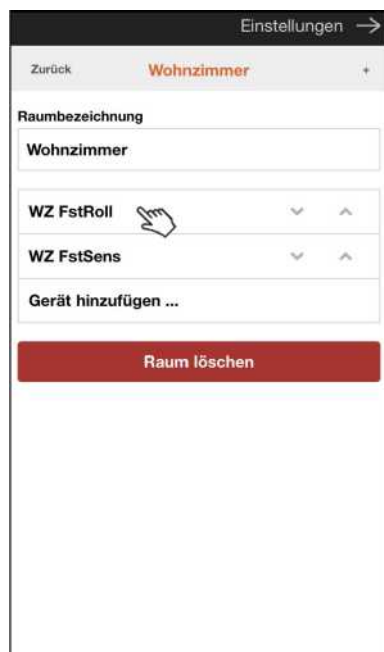 Einstellungen →
Zurück Wohnzimmer +
Raumbezeichnung
Wohnzimmer
WZ FstRoll
WZ FstSens
Gerät hinzufügen ...
Raum löschen